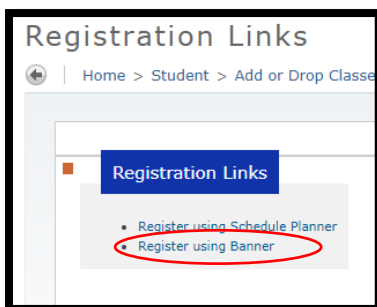 Registration Links
Home > Student > Add or Drop Classe
Registration Links
Register using Schedule Planner
Register using Banner